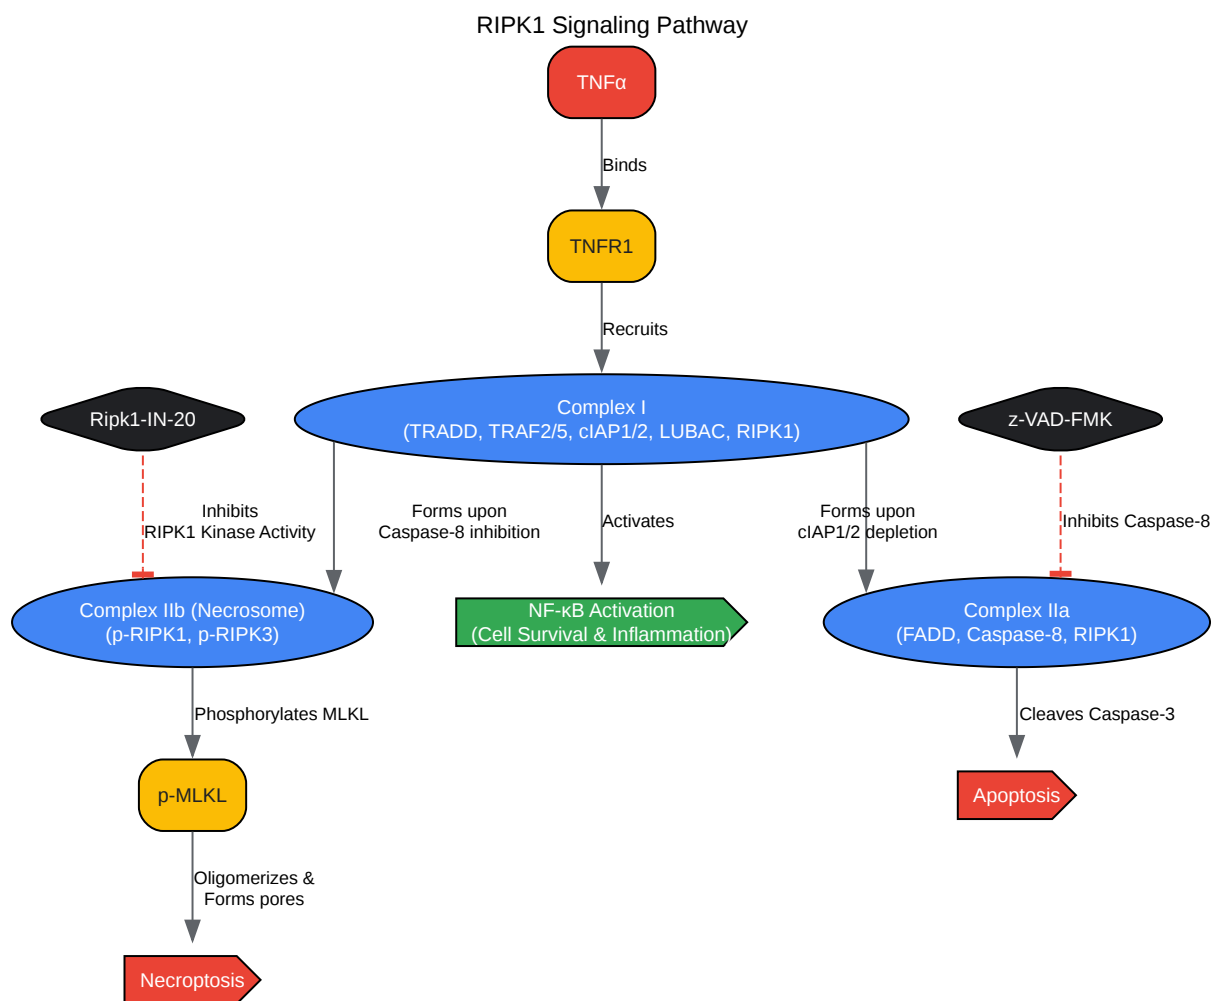 RIPK1 Signaling Pathway
TNFα
Binds
TNFR1
Recruits
Complex I
(TRADD, TRAF2/5, cIAP1/2, LUBAC, RIPK1)
Ripk1-IN-20
z-VAD-FMK
Inhibits
RIPK1 Kinase Activity
Forms upon
Caspase-8 inhibition
Activates
Forms upon
cIAP1/2 depletion
Inhibits Caspase-8
Complex IIb (Necrosome)
(p-RIPK1, p-RIPK3)
NF-κB Activation
(Cell Survival & Inflammation)
Complex IIa
(FADD, Caspase-8, RIPK1)
Phosphorylates MLKL
Cleaves Caspase-3
p-MLKL
Apoptosis
Oligomerizes &
Forms pores
Necroptosis